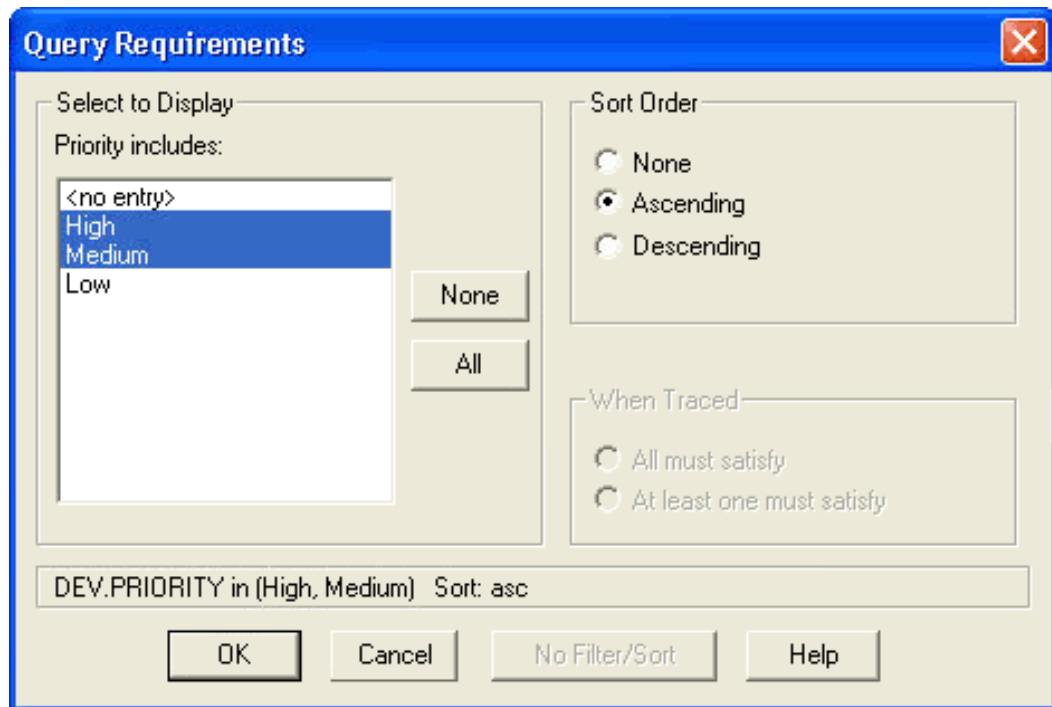 Query Requirements
Select to Display
Priority includes:
<no entry>
High
Medium
Low
None
All
Sort Order
None
Ascending
Descending
When Traced
All must satisfy
At least one must satisfy
DEV.PRIORITY in (High, Medium)   Sort: asc
OK
Cancel
No Filter/Sort
Help